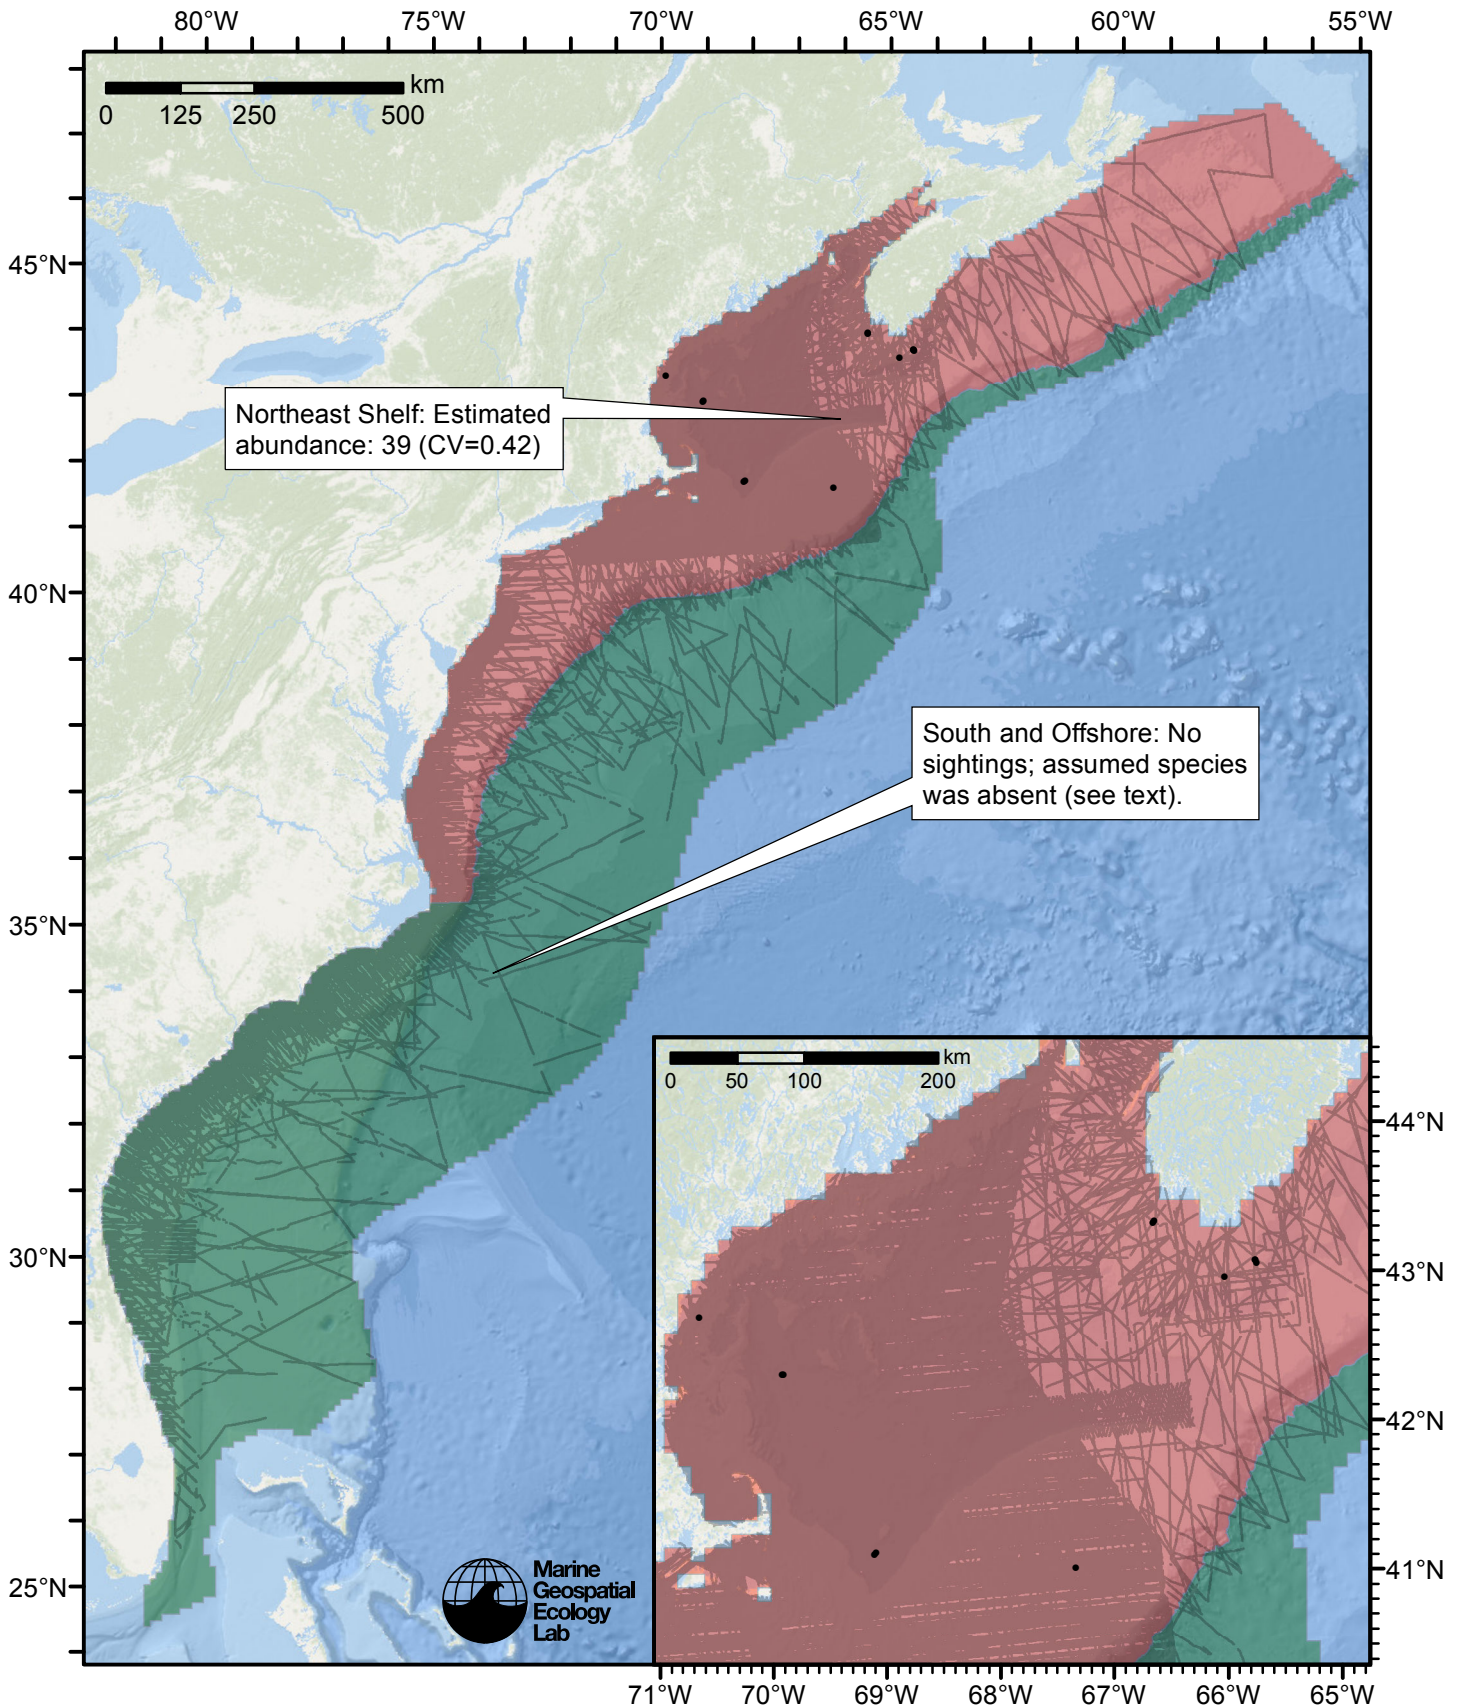 80°W 75°W 70°W 65°W 60°W 55°W
km
0 125 250 500
45°N
40°N
35°N
30°N
25°N
Northeast Shelf: Estimated
abundance: 39 (CV=0.42)
South and Offshore: No
sightings; assumed species
was absent (see text).
km
0 50 100 200
44°N
43°N
42°N
41°N
Marine
Geospatial
Ecology
Lab
71°W 70°W 69°W 68°W 67°W 66°W 65°W